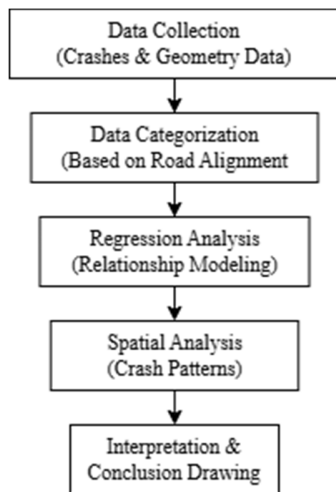 Data Collection
(Crashes & Geometry Data)
Data Categorization
(Based on Road Alignment
Regression Analysis
(Relationship Modeling)
Spatial Analysis
(Crash Patterns)
Interpretation &
Conclusion Drawing